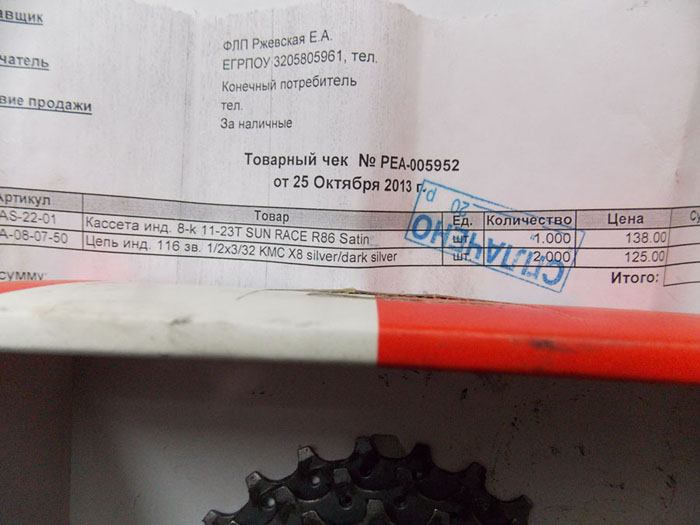 авщик
ФЛП Ржевская Е.А.
ЕГРПОУ 3205805961, тел.
чатель
Конечный потребитель
тел.
вие продажи
За наличные
Товарный чек № РЕА-005952
от 25 Октября 2013 г.
Артикул Товар Ед. Количество Цена Су
AS-22-01 Кассета инд. 8-k 11-23T SUN RACE R86 Satin 1.000 138.00
A-08-07-50 Цепь инд. 116 зв. 1/2x3/32 KMC X8 silver/dark silver 2.000 125.00
сумму
Итого:
СПЛАЧЕНО
20 р.